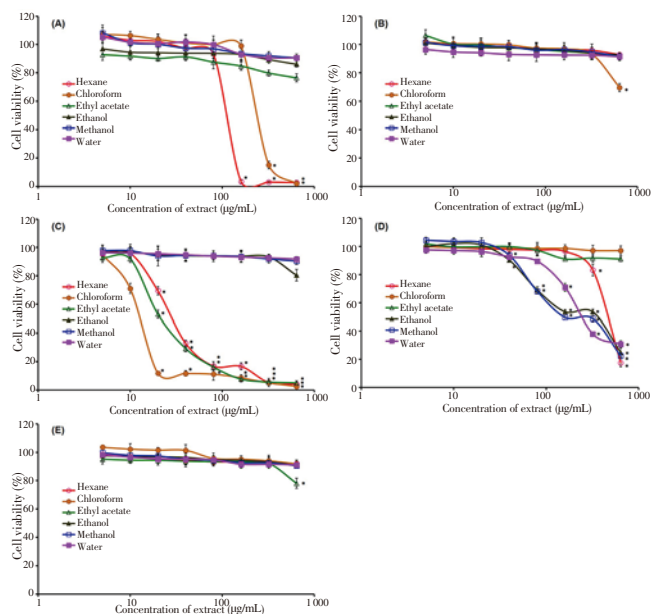 (A)
Cell viability (%)
120
100
80
60
40
20
0
Hexane
Chloroform
Ethyl acetate
Ethanol
Methanol
Water
1
10
100
1 000
Concentration of extract (µg/mL)
(B)
Cell viability (%)
120
100
80
60
40
20
0
Hexane
Chloroform
Ethyl acetate
Ethanol
Methanol
Water
1
10
100
1 000
Concentration of extract (µg/mL)
(C)
Cell viability (%)
120
100
80
60
40
20
0
Hexane
Chloroform
Ethyl acetate
Ethanol
Methanol
Water
1
10
100
1 000
Concentration of extract (µg/mL)
(D)
Cell viability (%)
120
100
80
60
40
20
0
Hexane
Chloroform
Ethyl acetate
Ethanol
Methanol
Water
1
10
100
1 000
Concentration of extract (µg/mL)
(E)
Cell viability (%)
120
100
80
60
40
20
0
Hexane
Chloroform
Ethyl acetate
Ethanol
Methanol
Water
1
10
100
1 000
Concentration of extract (µg/mL)